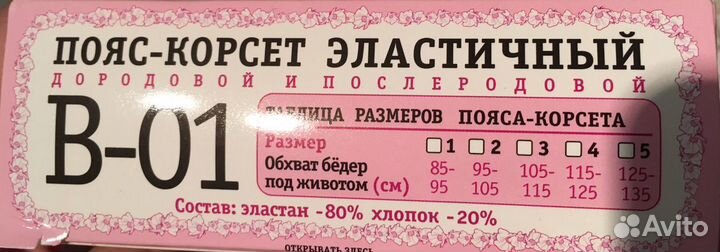 ПОЯС-КОРСЕТ ЭЛАСТИЧНЫЙ
ДОРОДОВОЙ И ПОСЛЕРОДОВОЙ
В-01
ТАБЛИЦА РАЗМЕРОВ ПОЯСА-КОРСЕТА
Размер 1 2 3 4 5
Обхват бёдер 85- 95- 105- 115- 125-
под животом (см) 95 105 115 125 135
Состав: эластан -80% хлопок -20%
ОТКРЫВАТЬ ЗДЕСЬ
Avito